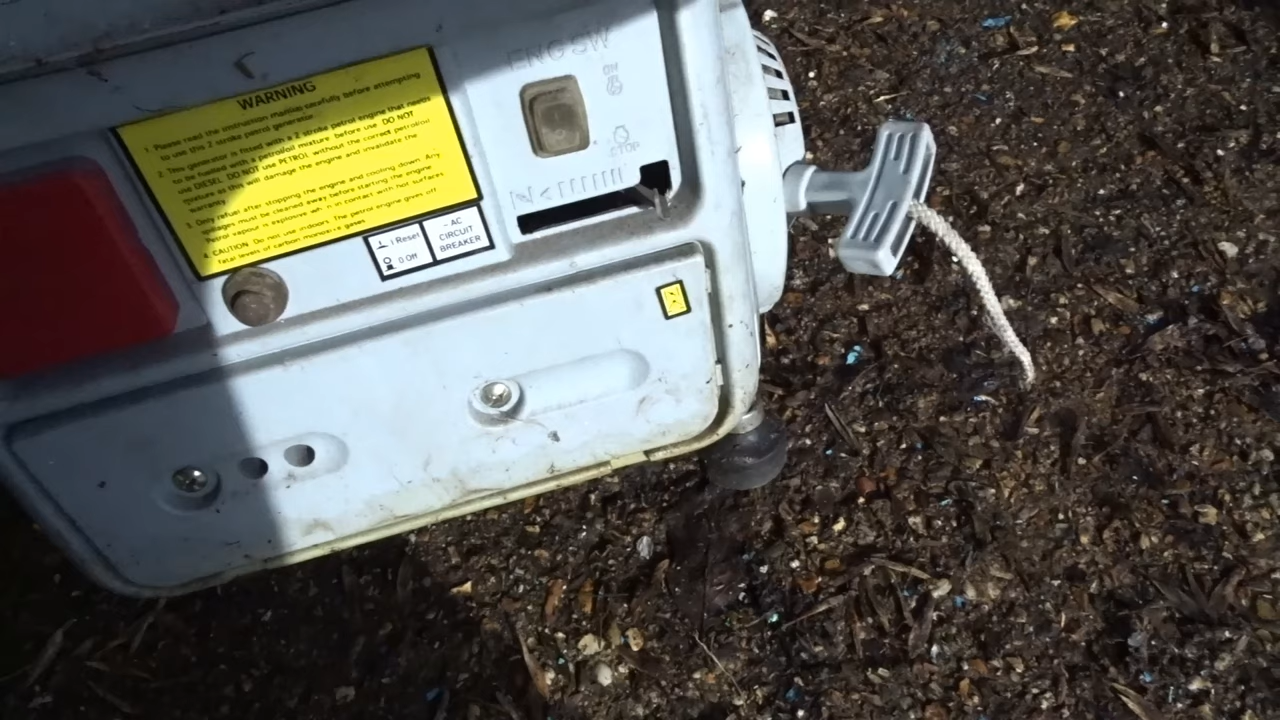 ENG SW
ON
STOP
WARNING
1. Please read the instruction manual carefully before attempting
to use this 2 stroke petrol generator.
2. This generator is fitted with a 2 stroke petrol engine that needs
to be fuelled with a petrol/oil mixture before use. DO NOT
use DIESEL. DO NOT use PETROL without the correct petrol/oil
mixture as this will damage the engine and invalidate the
warranty
3. Only refuel after stopping the engine and cooling down. Any
spillages must be cleaned away before starting the engine.
Petrol vapour is explosive when in contact with hot surfaces
4. CAUTION. Do not use indoors. The petrol engine gives off
fatal levels of carbon monoxide gases
I Reset
0 Off
~ AC
CIRCUIT
BREAKER